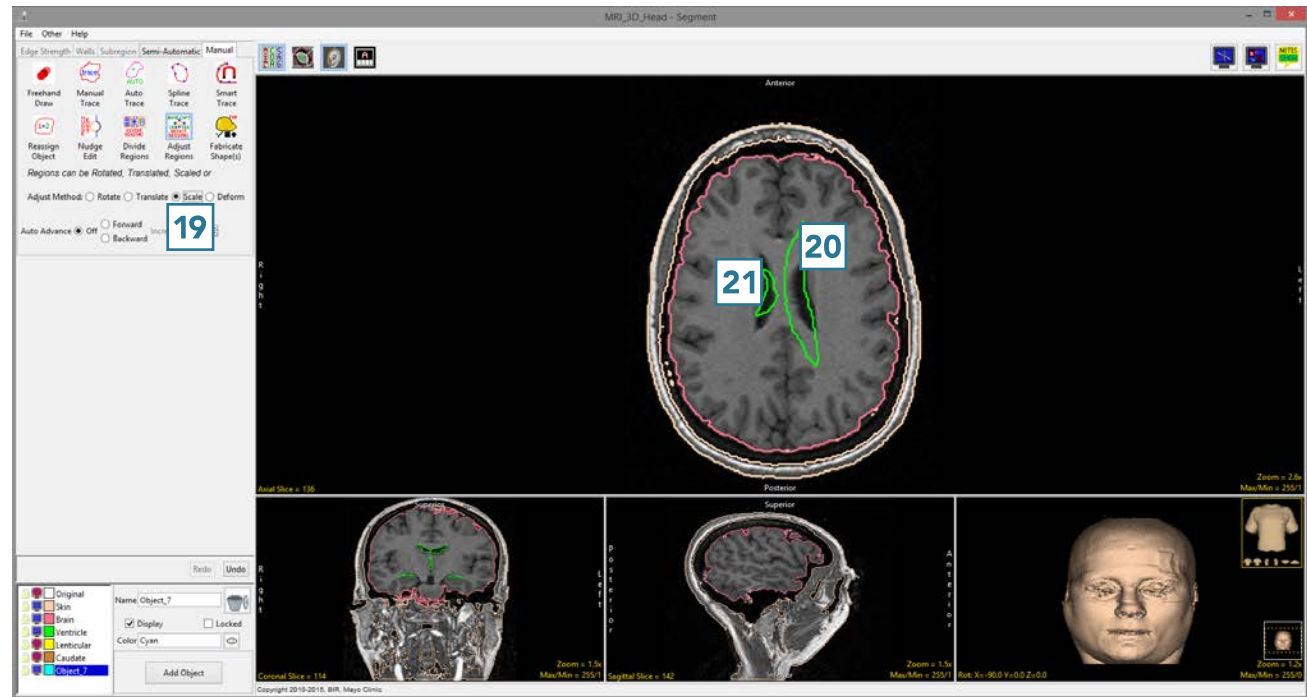 MRI_3D_Head - Segment
File Other Help
Edge Strength Walls Subregion Semi-Automatic Manual
Freehand Draw
Manual Trace
Auto Trace
Spline Trace
Smart Trace
Reassign Object
Nudge Edit
Divide Regions
Adjust Regions
Fabricate Shape(s)
Regions can be Rotated, Translated, Scaled or
Adjust Method: Rotate Translate Scale Deform
Auto Advance Off Forward
Backward
19
NOTES
Anterior
Right
Left
20
21
Axial Slice = 136
Posterior
Zoom = 2.6x
Max/Min = 255/1
Superior
Right
Left
Coronal Slice = 114
Zoom = 1.5x
Max/Min = 255/1
Superior
Posterior
Anterior
Sagittal Slice = 142
Zoom = 1.5x
Max/Min = 255/1
Rot: X=-90.0 Y=0.0 Z=0.0
Zoom = 1.2x
Max/Min = 255/0
Redo Undo
Original
Skin
Brain
Ventricle
Lenticular
Caudate
Object_7
Name Object_7
Display Locked
Color Cyan
Add Object
Copyright 2010-2015, BIR, Mayo Clinic